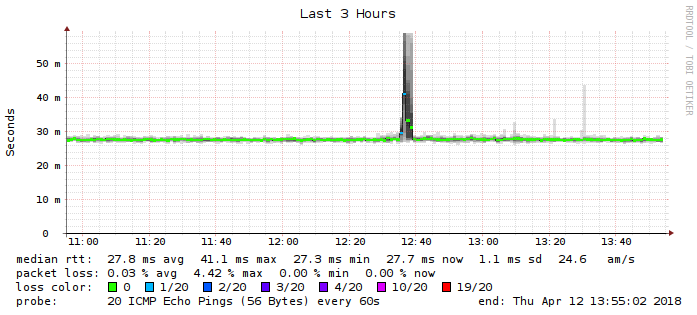 Last 3 Hours
RRDTOOL / TOBI OETIKER
Seconds
50 m
40 m
30 m
20 m
10 m
0
11:00 11:20 11:40 12:00 12:20 12:40 13:00 13:20 13:40
median rtt: 27.8 ms avg 41.1 ms max 27.3 ms min 27.7 ms now 1.1 ms sd 24.6 am/s
packet loss: 0.03 % avg 4.42 % max 0.00 % min 0.00 % now
loss color: 0 1/20 2/20 3/20 4/20 10/20 19/20
probe: 20 ICMP Echo Pings (56 Bytes) every 60s end: Thu Apr 12 13:55:02 2018